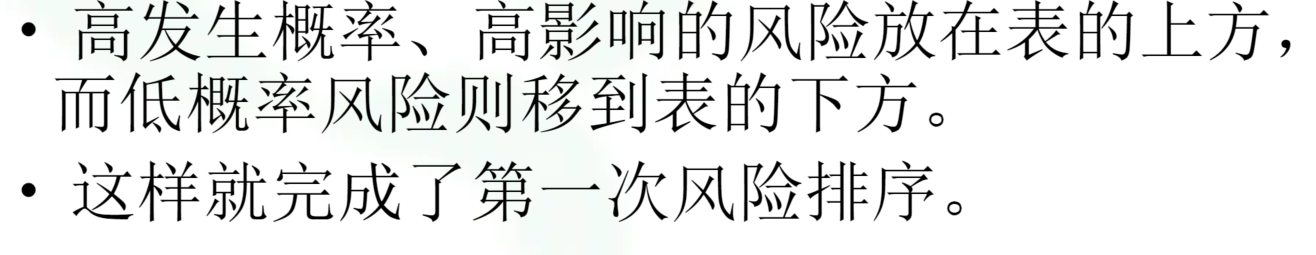 • 高发生概率、高影响的风险放在表的上方，
而低概率风险则移到表的下方。
• 这样就完成了第一次风险排序。